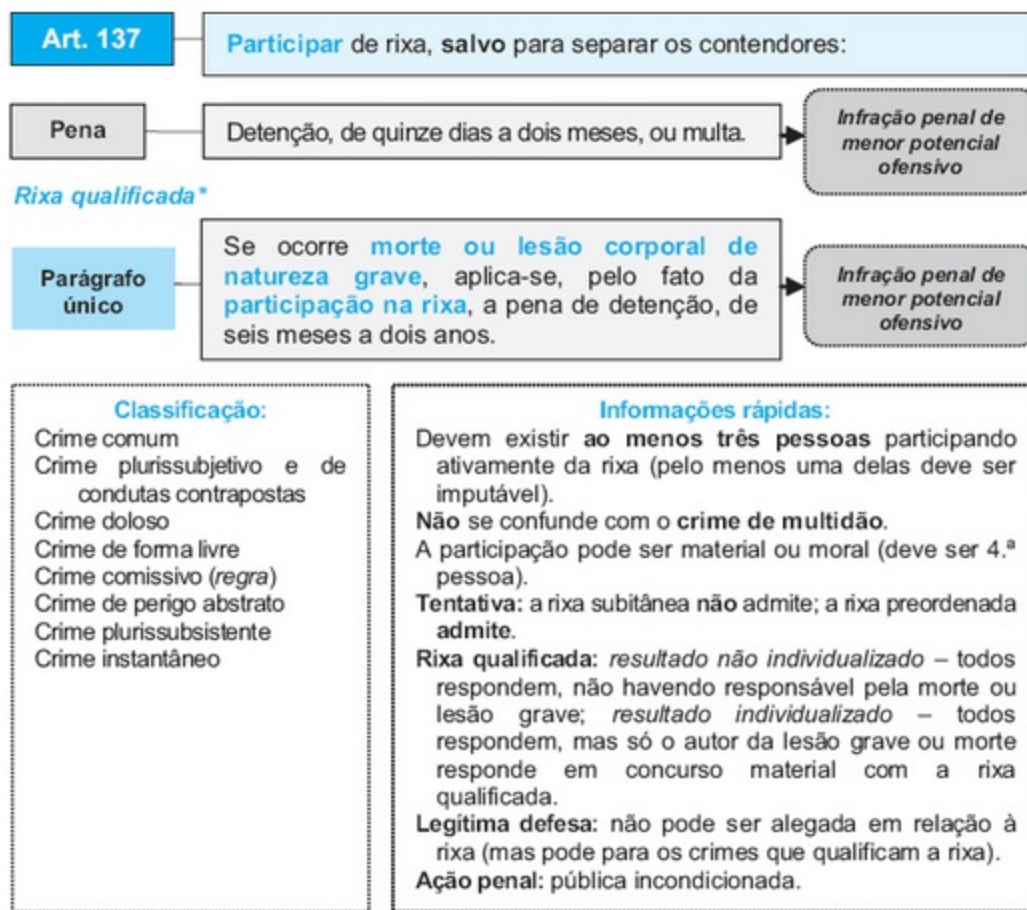 Art. 137
Participar de rixa, salvo para separar os contendores:
Pena
Detenção, de quinze dias a dois meses, ou multa.
Infração penal de
menor potencial
ofensivo
Rixa qualificada*
Parágrafo
único
Se ocorre morte ou lesão corporal de
natureza grave, aplica-se, pelo fato da
participação na rixa, a pena de detenção, de
seis meses a dois anos.
Infração penal de
menor potencial
ofensivo
Classificação:
Crime comum
Crime plurissubjetivo e de
condutas contrapostas
Crime doloso
Crime de forma livre
Crime comissivo (regra)
Crime de perigo abstrato
Crime plurissubsistente
Crime instantâneo
Informações rápidas:
Devem existir ao menos três pessoas participando
ativamente da rixa (pelo menos uma delas deve ser
imputável).
Não se confunde com o crime de multidão.
A participação pode ser material ou moral (deve ser 4.ª
pessoa).
Tentativa: a rixa subitânea não admite; a rixa preordenada
admite.
Rixa qualificada: resultado não individualizado – todos
respondem, não havendo responsável pela morte ou
lesão grave; resultado individualizado – todos
respondem, mas só o autor da lesão grave ou morte
responde em concurso material com a rixa
qualificada.
Legítima defesa: não pode ser alegada em relação à
rixa (mas pode para os crimes que qualificam a rixa).
Ação penal: pública incondicionada.